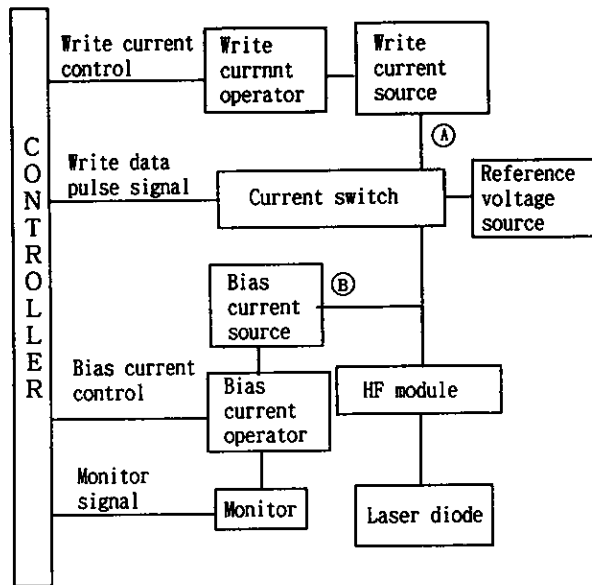 Write current
control
Write
currnnt
operator
Write
current
source
A
CONTROLLER
Write data
pulse signal
Current switch
Reference
voltage
source
Bias
current
source
B
Bias current
control
Bias
current
operator
HF module
Monitor
signal
Monitor
Laser diode